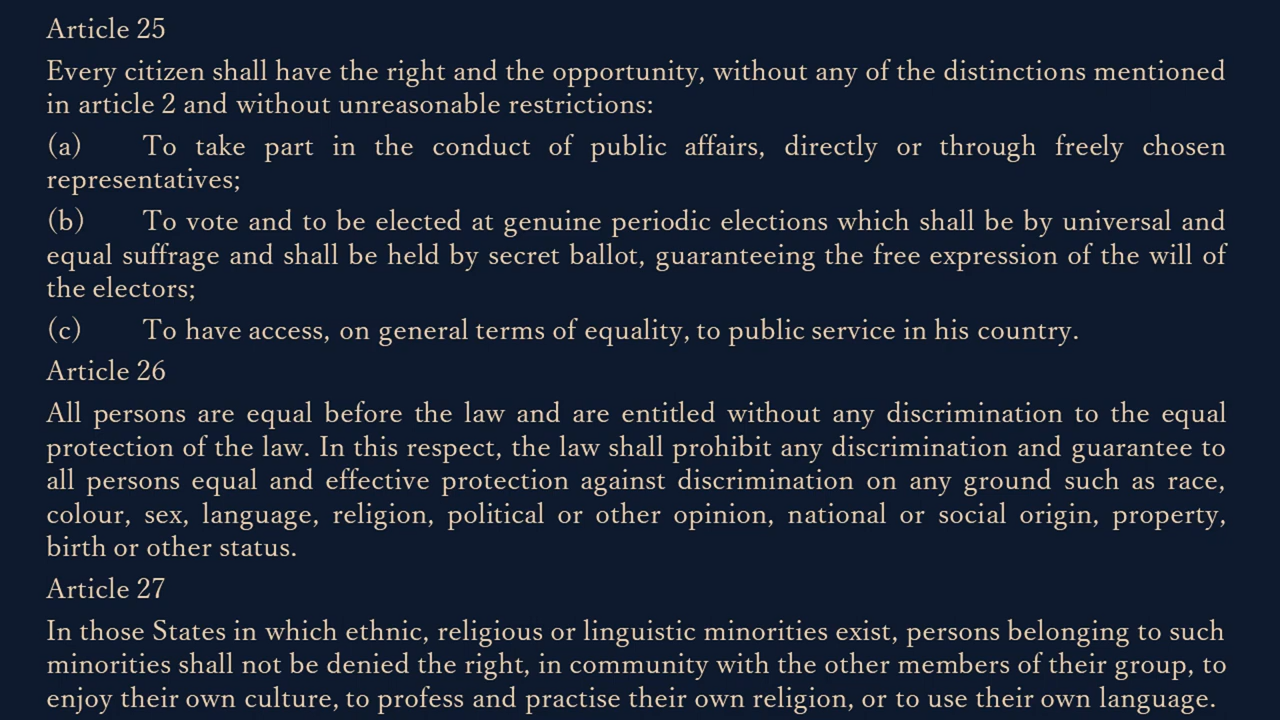 Article 25
Every citizen shall have the right and the opportunity, without any of the distinctions mentioned
in article 2 and without unreasonable restrictions:
(a) To take part in the conduct of public affairs, directly or through freely chosen
representatives;
(b) To vote and to be elected at genuine periodic elections which shall be by universal and
equal suffrage and shall be held by secret ballot, guaranteeing the free expression of the will of
the electors;
(c) To have access, on general terms of equality, to public service in his country.
Article 26
All persons are equal before the law and are entitled without any discrimination to the equal
protection of the law. In this respect, the law shall prohibit any discrimination and guarantee to
all persons equal and effective protection against discrimination on any ground such as race,
colour, sex, language, religion, political or other opinion, national or social origin, property,
birth or other status.
Article 27
In those States in which ethnic, religious or linguistic minorities exist, persons belonging to such
minorities shall not be denied the right, in community with the other members of their group, to
enjoy their own culture, to profess and practise their own religion, or to use their own language.